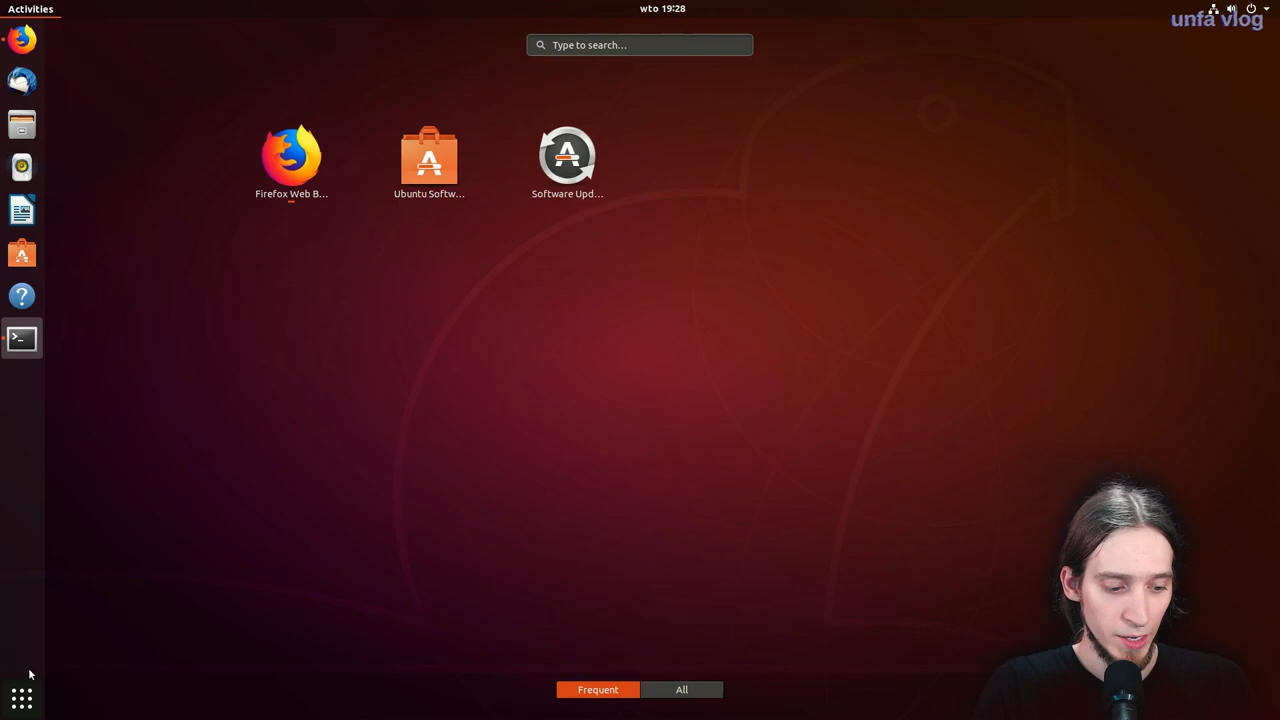 Activities
wto 19:28
unfa vlog
Type to search...
Firefox Web B...
Ubuntu Softw...
Software Upd...
Frequent
All